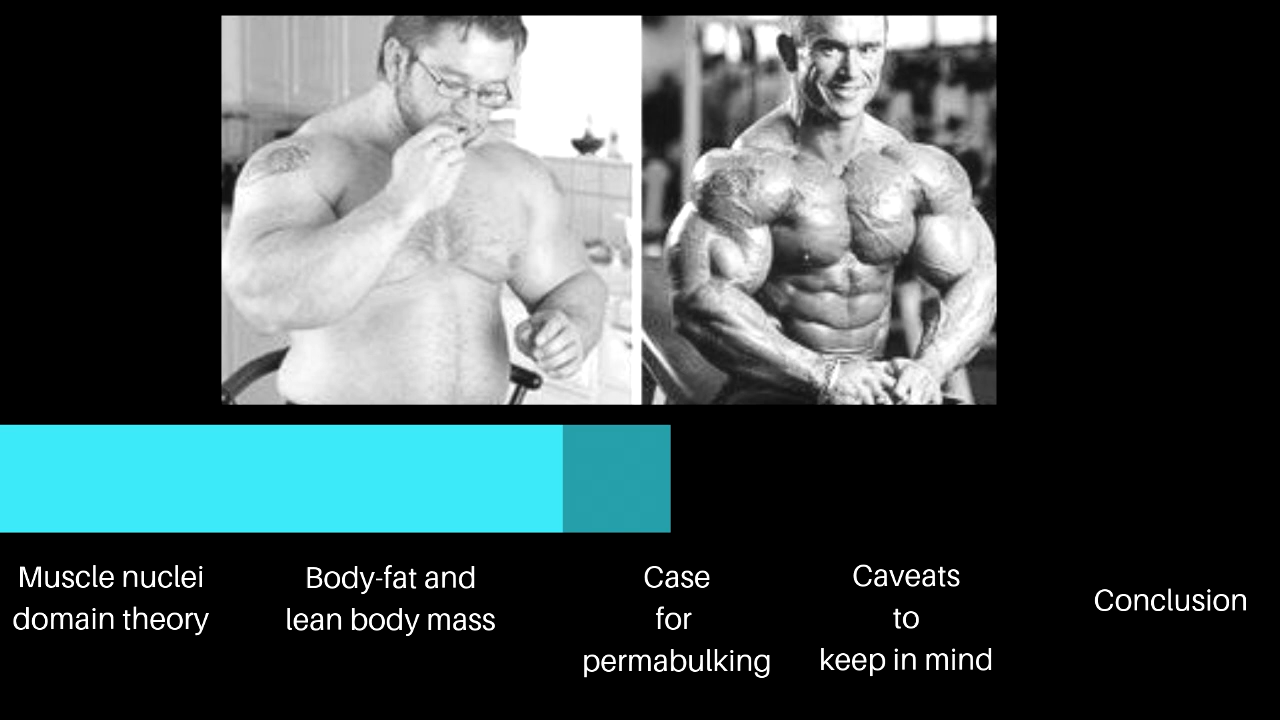 Muscle nuclei
domain theory
Body-fat and
lean body mass
Case
for
permabulking
Caveats
to
keep in mind
Conclusion